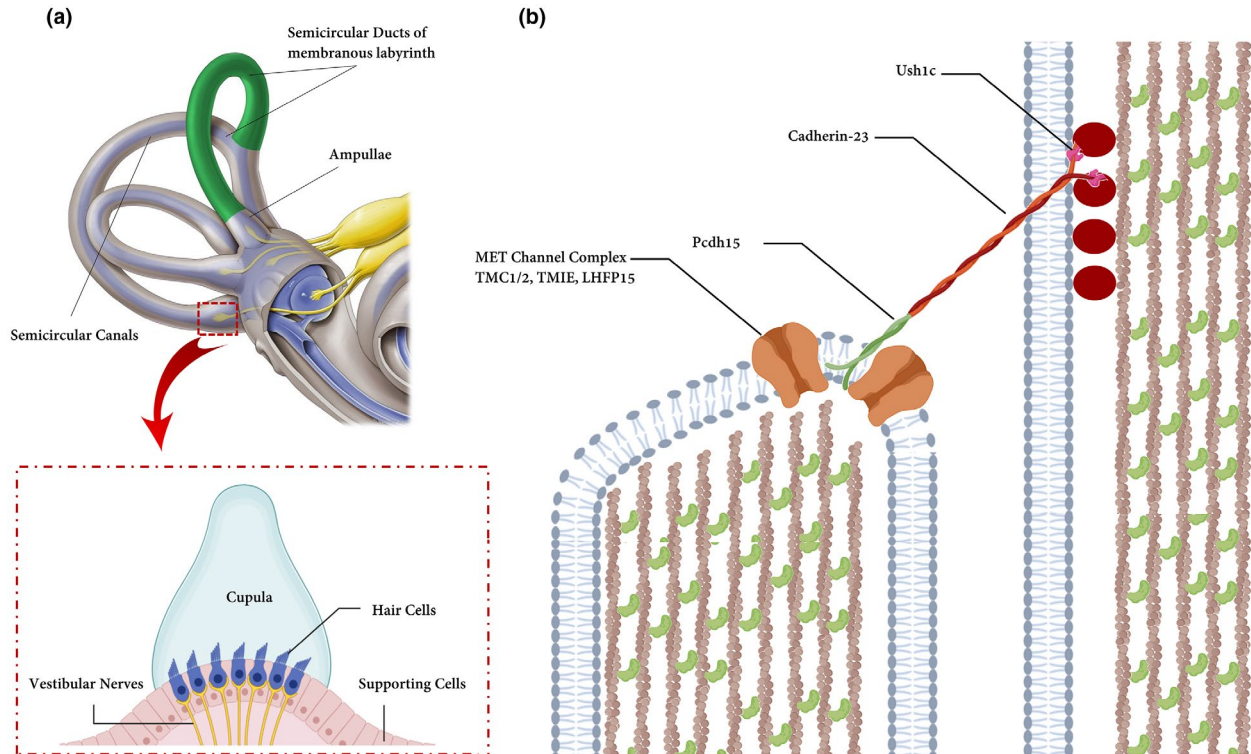 (a)
Semicircular Ducts of
membranous labyrinth
Ampullae
Semicircular Canals
Cupula
Hair Cells
Vestibular Nerves
Supporting Cells
(b)
Ush1c
Cadherin-23
Pcdh15
MET Channel Complex
TMC1/2, TMIE, LHFP15